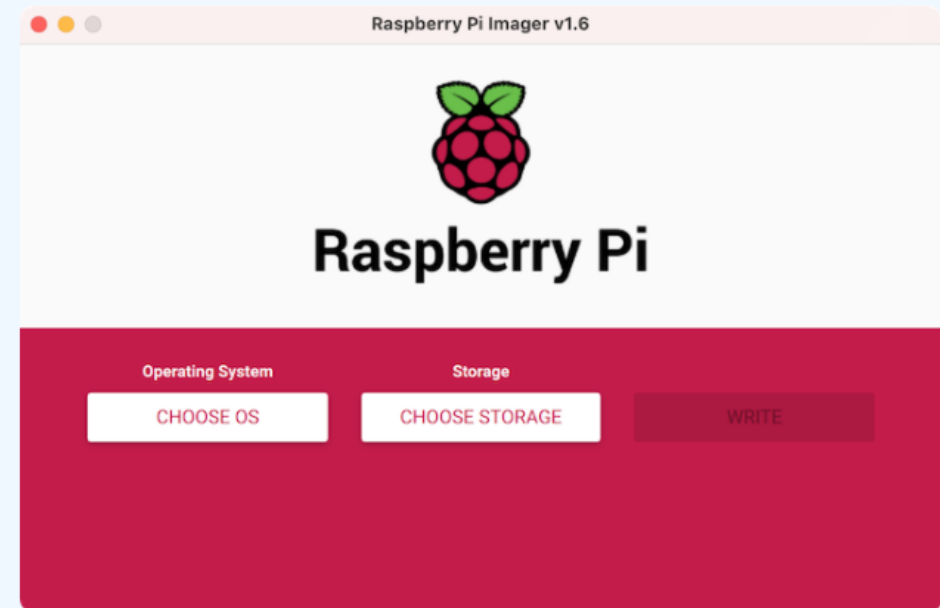 Raspberry Pi Imager v1.6
Raspberry Pi
Operating System
Storage
CHOOSE OS
CHOOSE STORAGE
WRITE